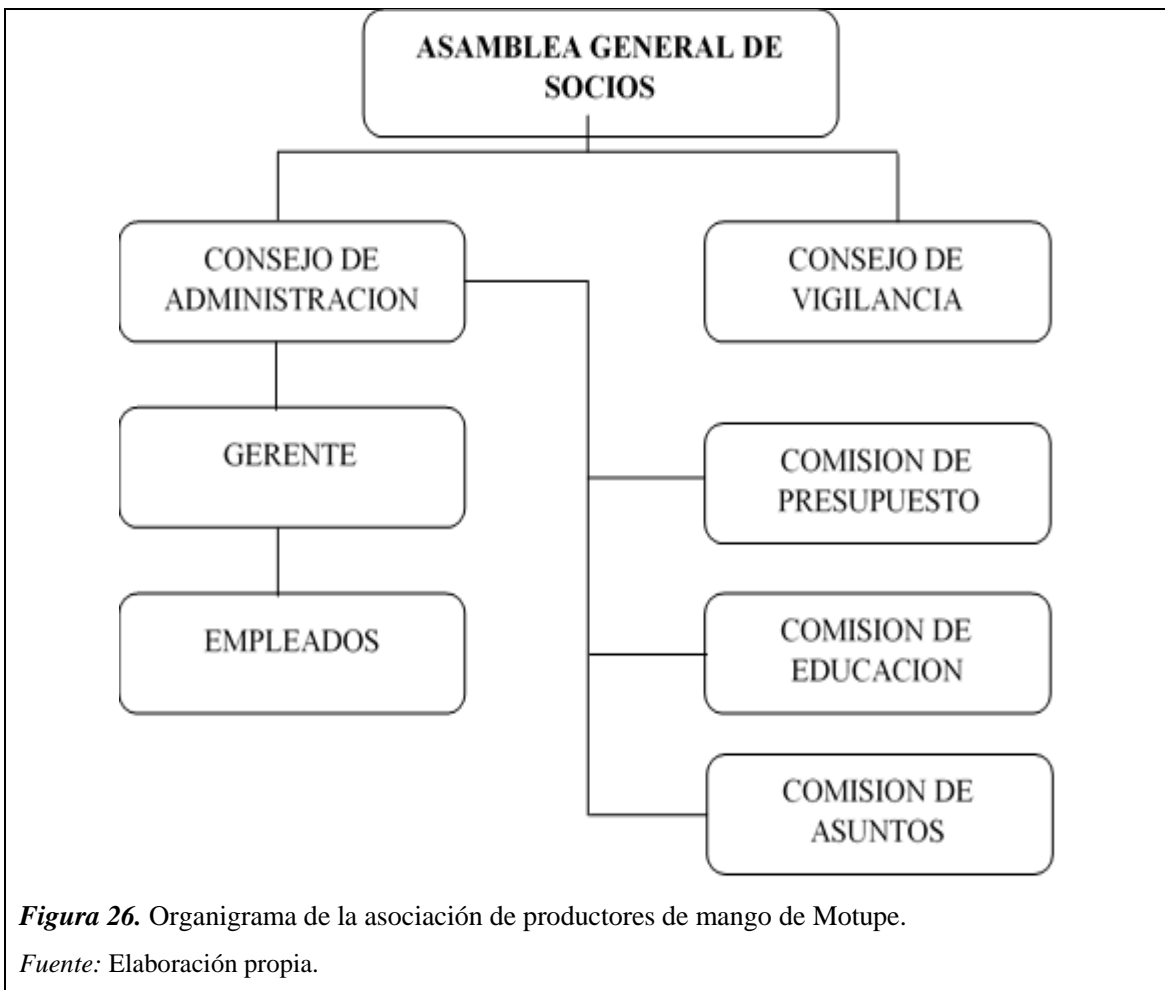 ASAMBLEA GENERAL DE
SOCIOS
CONSEJO DE
ADMINISTRACION
CONSEJO DE
VIGILANCIA
GERENTE
COMISION DE
PRESUPUESTO
EMPLEADOS
COMISION DE
EDUCACION
COMISION DE
ASUNTOS
Figura 26. Organigrama de la asociación de productores de mango de Motupe.
Fuente: Elaboración propia.